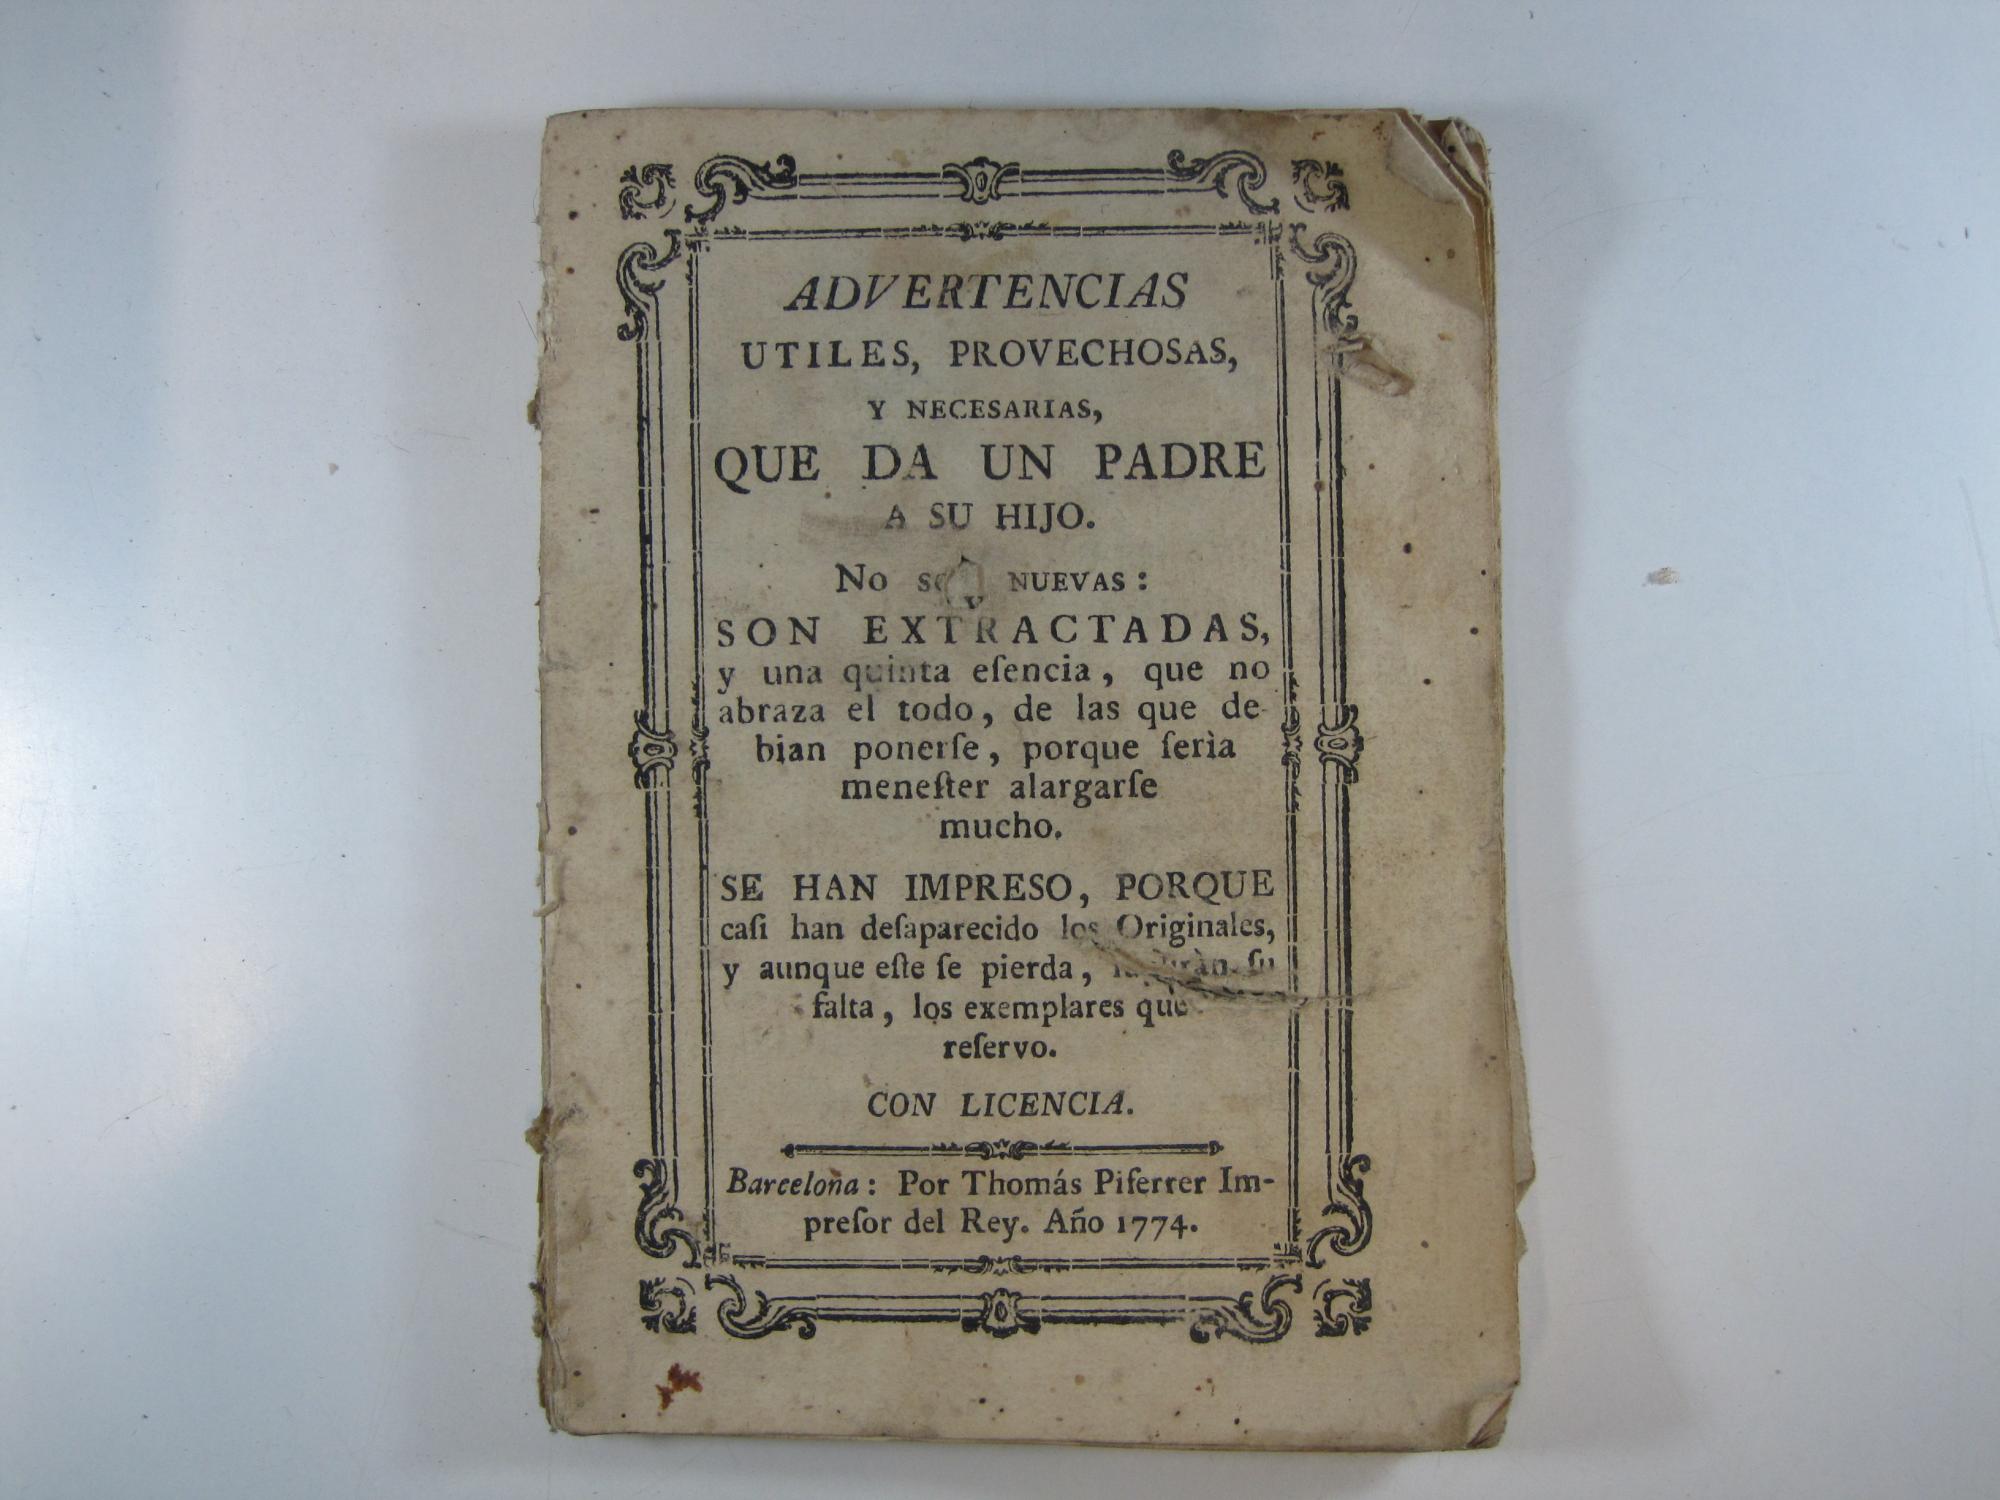 ADVERTENCIAS
UTILES, PROVECHOSAS,
Y NECESARIAS,
QUE DA UN PADRE
A SU HIJO.
No NUEVAS:
SON EXTRACTADAS,
y una quinta eſencia, que no
abraza el todo, de las que de-
bian ponerſe, porque ſerìa
meneſter alargarſe
mucho.
SE HAN IMPRESO, PORQUE
caſi han deſaparecido los Originales,
y aunque eſte ſe pierda, ſu
falta, los exemplares que
reſervo.
CON LICENCIA.
Barcelona: Por Thomás Piferrer Im-
preſor del Rey. Año 1774.